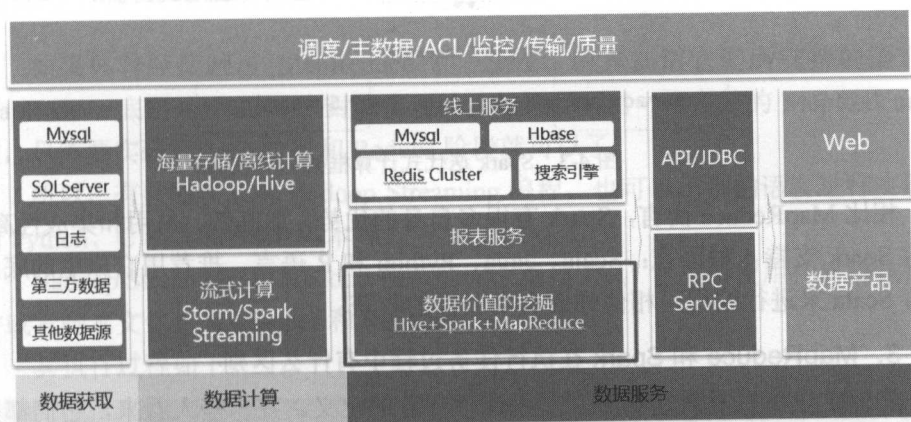 调度/主数据/ACL/监控/传输/质量
Mysql
SQLServer
日志
第三方数据
其他数据源
海量存储/离线计算
Hadoop/Hive
流式计算
Storm/Spark
Streaming
线上服务
Mysql
Hbase
Redis Cluster
搜索引擎
报表服务
数据价值的挖掘
Hive+Spark+MapReduce
API/JDBC
RPC
Service
Web
数据产品
数据获取
数据计算
数据服务